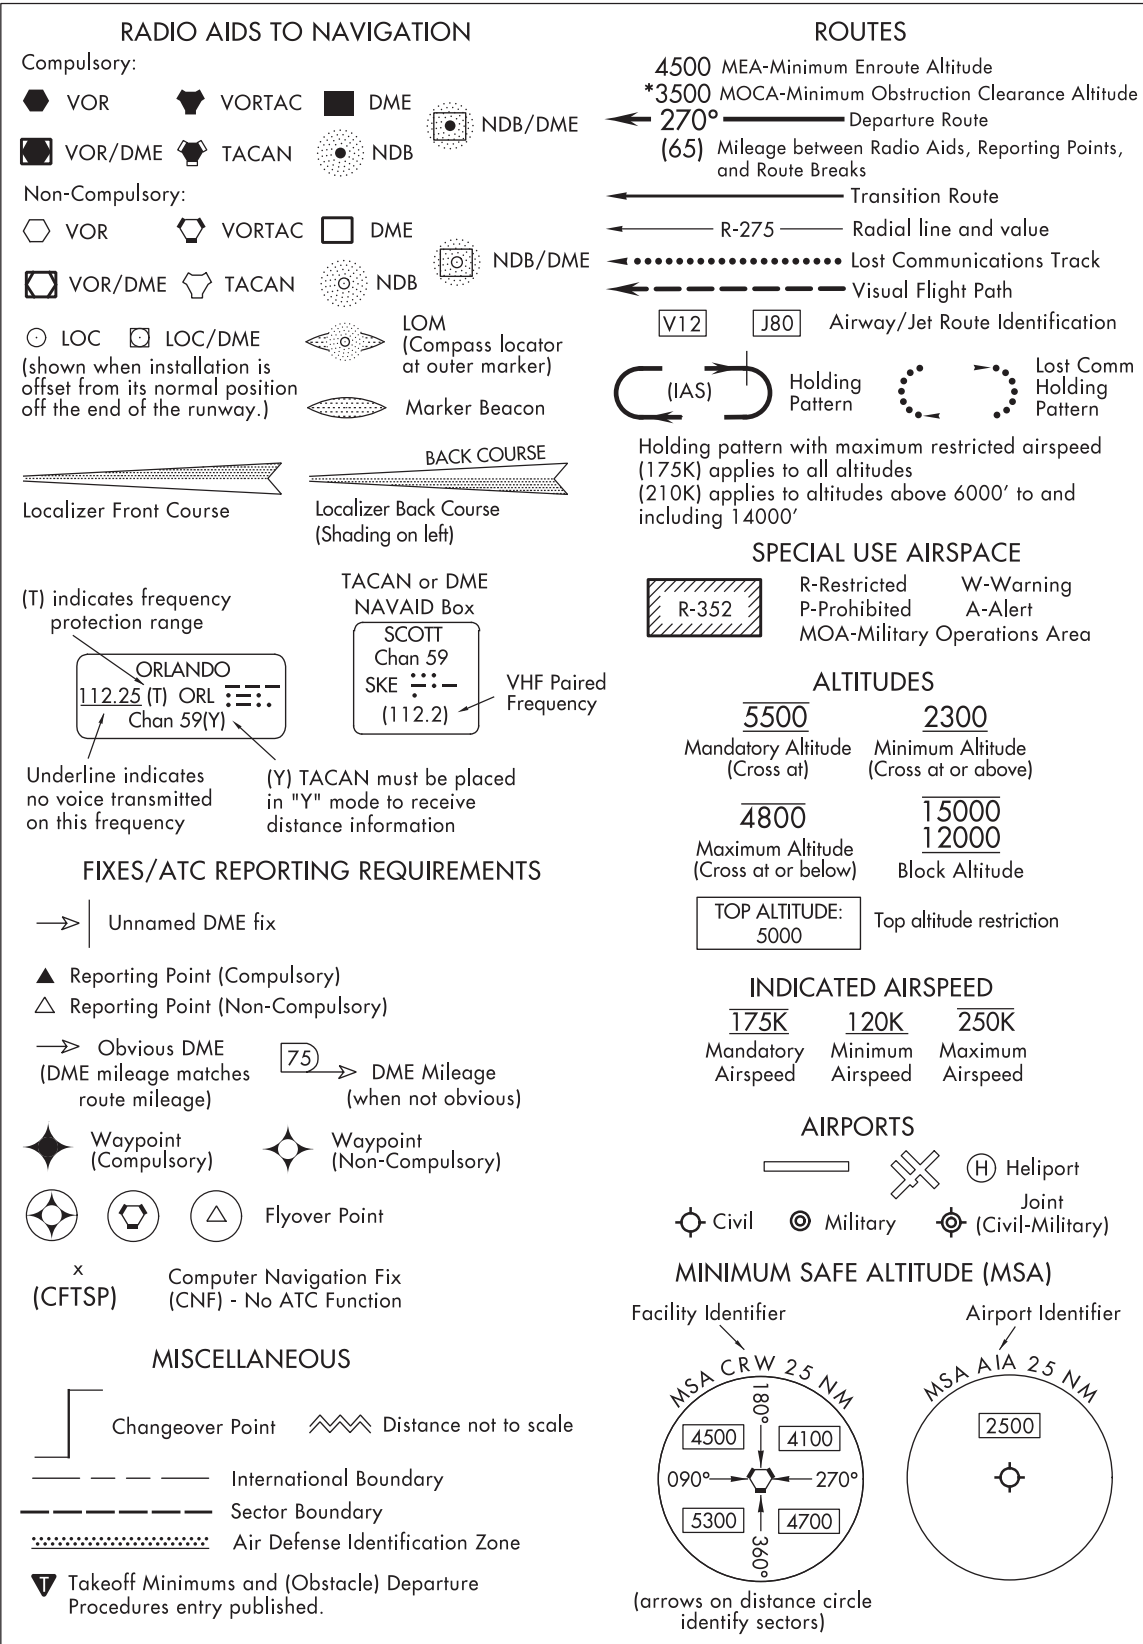 RADIO AIDS TO NAVIGATION
Compulsory:
VOR
VORTAC
DME
NDB/DME
VOR/DME
TACAN
NDB
Non-Compulsory:
VOR
VORTAC
DME
NDB/DME
VOR/DME
TACAN
NDB
LOC
LOC/DME
(shown when installation is
offset from its normal position
off the end of the runway.)
LOM
(Compass locator
at outer marker)
Marker Beacon
Localizer Front Course
BACK COURSE
Localizer Back Course
(Shading on left)
(T) indicates frequency
protection range
ORLANDO
112.25 (T) ORL
Chan 59(Y)
Underline indicates
no voice transmitted
on this frequency
TACAN or DME
NAVAID Box
SCOTT
Chan 59
SKE
(112.2)
VHF Paired
Frequency
(Y) TACAN must be placed
in "Y" mode to receive
distance information
FIXES/ATC REPORTING REQUIREMENTS
Unnamed DME fix
Reporting Point (Compulsory)
Reporting Point (Non-Compulsory)
Obvious DME
(DME mileage matches
route mileage)
75
DME Mileage
(when not obvious)
Waypoint
(Compulsory)
Waypoint
(Non-Compulsory)
Flyover Point
x
(CFTSP)
Computer Navigation Fix
(CNF) - No ATC Function
MISCELLANEOUS
Changeover Point
Distance not to scale
International Boundary
Sector Boundary
Air Defense Identification Zone
T
Takeoff Minimums and (Obstacle) Departure
Procedures entry published.
ROUTES
4500 MEA-Minimum Enroute Altitude
*3500 MOCA-Minimum Obstruction Clearance Altitude
270° Departure Route
(65) Mileage between Radio Aids, Reporting Points,
and Route Breaks
Transition Route
R-275 Radial line and value
Lost Communications Track
Visual Flight Path
V12 J80 Airway/Jet Route Identification
(IAS)
Holding
Pattern
Lost Comm
Holding
Pattern
Holding pattern with maximum restricted airspeed
(175K) applies to all altitudes
(210K) applies to altitudes above 6000' to and
including 14000'
SPECIAL USE AIRSPACE
R-352
R-Restricted W-Warning
P-Prohibited A-Alert
MOA-Military Operations Area
ALTITUDES
5500
Mandatory Altitude
(Cross at)
2300
Minimum Altitude
(Cross at or above)
4800
Maximum Altitude
(Cross at or below)
15000
12000
Block Altitude
TOP ALTITUDE:
5000
Top altitude restriction
INDICATED AIRSPEED
175K
Mandatory
Airspeed
120K
Minimum
Airspeed
250K
Maximum
Airspeed
AIRPORTS
H Heliport
Civil
Military
Joint
(Civil-Military)
MINIMUM SAFE ALTITUDE (MSA)
Facility Identifier
MSA CRW 25 NM
180°
4500
4100
090°
270°
5300
4700
360°
(arrows on distance circle
identify sectors)
Airport Identifier
MSA AIA 25 NM
2500